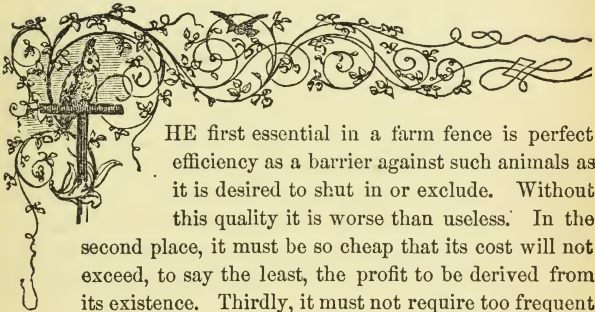 THE first essential in a farm fence is perfect
efficiency as a barrier against such animals as
it is desired to shut in or exclude. Without
this quality it is worse than useless. In the
second place, it must be so cheap that its cost will not
exceed, to say the least, the profit to be derived from
its existence. Thirdly, it must not require too frequent